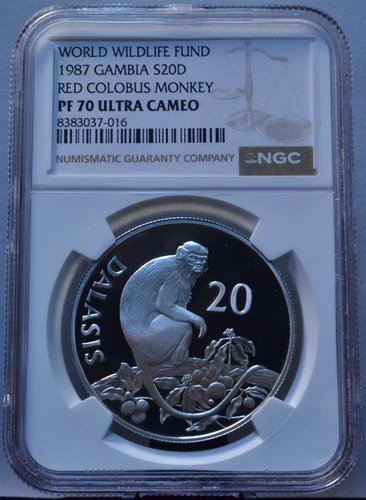 WORLD WILDLIFE FUND
1987 GAMBIA S20D
RED COLOBUS MONKEY
PF 70 ULTRA CAMEO
8383037-016
NUMISMATIC GUARANTY COMPANY NGC
DALASIS
20